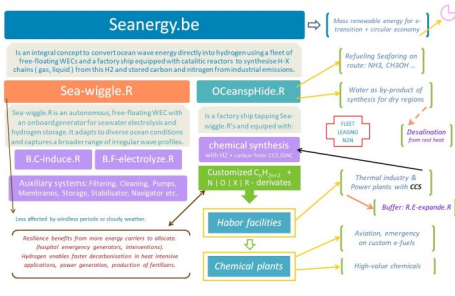 Seanergy.be
Mass renewable energy for e-
transition + circular economy
Is an integral concept to convert ocean wave energy directly into hydrogen using a fleet of
free-floating WECs and a factory ship equipped with catalitic reactors to synthesise H-X
chains ( gas, liquid ) from this H2 and stored carbon and nitrogen from industrial emissions.
Refueling Seafaring on
route: NH3, CH3OH ...
Sea-wiggle.R
OCeanspHide.R
Water as by-product of
synthesis for dry regions
Sea-wiggle.R is an autonomous, free-floating WEC with
an onboard generator for seawater electrolysis and
hydrogen storage. It adapts to diverse ocean conditions
and captures a broader range of irregular wave profiles.
Is a factory ship tapping Sea-
wiggle.R's and equiped with:
FLEET
LEASING
N2N
Desalination
from rest heat
chemical synthesis
with H2 + carbon from CCS /DAC
B.C-induce.R
B.F-electrolyze.R
Customized CnH2n+2 +
N | O | X | R - derivates
Thermal industry &
Power plants with CCS
Auxiliary systems: Filtering, Cleaning, Pumps,
Membranes, Storage, Stabilisator, Navigator etc.
Buffer: R.E-expande.R
Less affected by windless periods or cloudy weather.
Habor facilities
Resilience benefits from more energy carriers to allocate.
(hospital emergency generators, interventions).
Hydrogen enables faster decarbonisation in heat intensive
applications, power generation, production of fertilizers.
Aviation, emergency
on custom e-fuels
Chemical plants
High-value chemicals